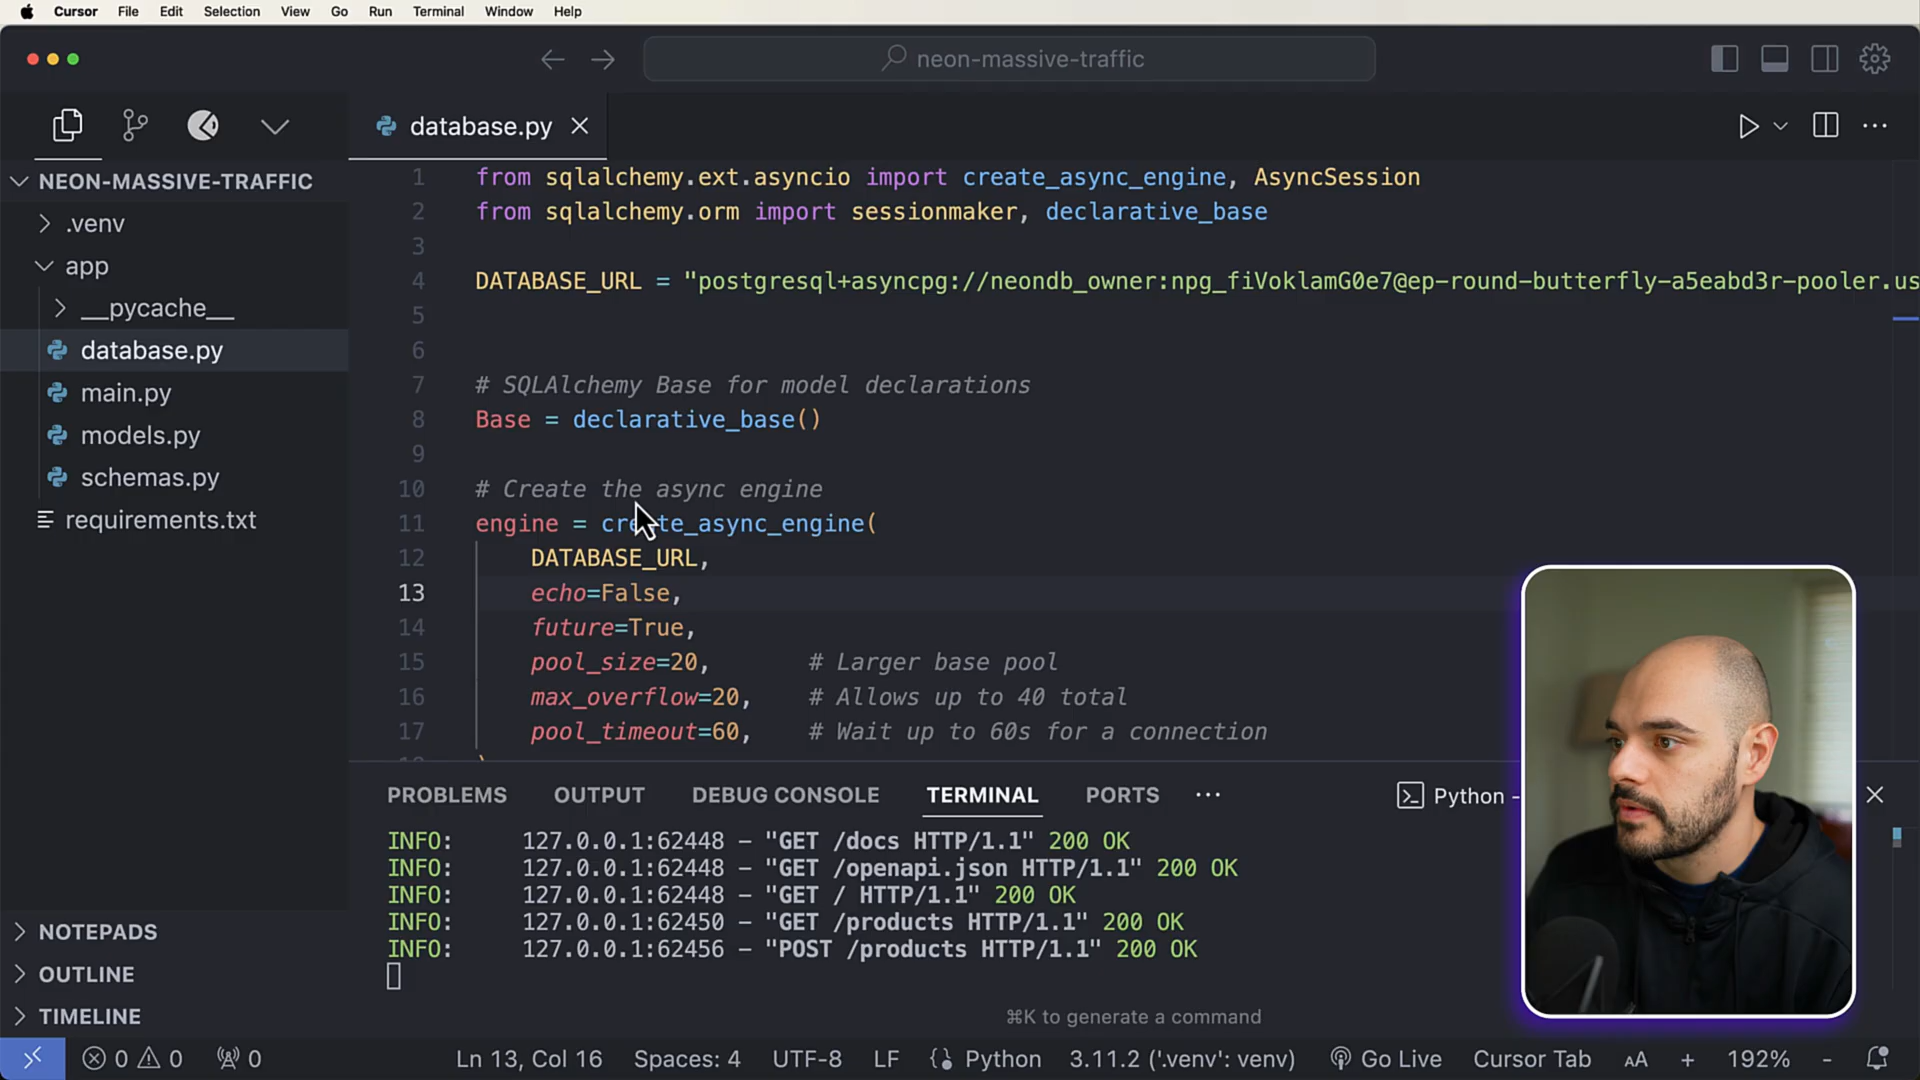 Cursor File Edit Selection View Go Run Terminal Window Help
neon-massive-traffic
database.py
NEON-MASSIVE-TRAFFIC
.venv
app
__pycache__
database.py
main.py
models.py
schemas.py
requirements.txt
NOTEPADS
OUTLINE
TIMELINE
1 from sqlalchemy.ext.asyncio import create_async_engine, AsyncSession
2 from sqlalchemy.orm import sessionmaker, declarative_base
3
4 DATABASE_URL = "postgresql+asyncpg://neondb_owner:npg_fiVoklamG0e7@ep-round-butterfly-a5eabd3r-pooler.us
5
6
7 # SQLAlchemy Base for model declarations
8 Base = declarative_base()
9
10 # Create the async engine
11 engine = create_async_engine(
12 DATABASE_URL,
13 echo=False,
14 future=True,
15 pool_size=20, # Larger base pool
16 max_overflow=20, # Allows up to 40 total
17 pool_timeout=60, # Wait up to 60s for a connection
PROBLEMS OUTPUT DEBUG CONSOLE TERMINAL PORTS ··· Python -
INFO: 127.0.0.1:62448 – "GET /docs HTTP/1.1" 200 OK
INFO: 127.0.0.1:62448 – "GET /openapi.json HTTP/1.1" 200 OK
INFO: 127.0.0.1:62448 – "GET / HTTP/1.1" 200 OK
INFO: 127.0.0.1:62450 – "GET /products HTTP/1.1" 200 OK
INFO: 127.0.0.1:62456 – "POST /products HTTP/1.1" 200 OK
⌘K to generate a command
0 0 0 Ln 13, Col 16 Spaces: 4 UTF-8 LF Python 3.11.2 ('.venv': venv) Go Live Cursor Tab AA + 192% -